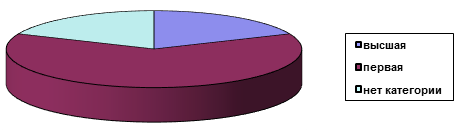 высшая
первая
нет категории